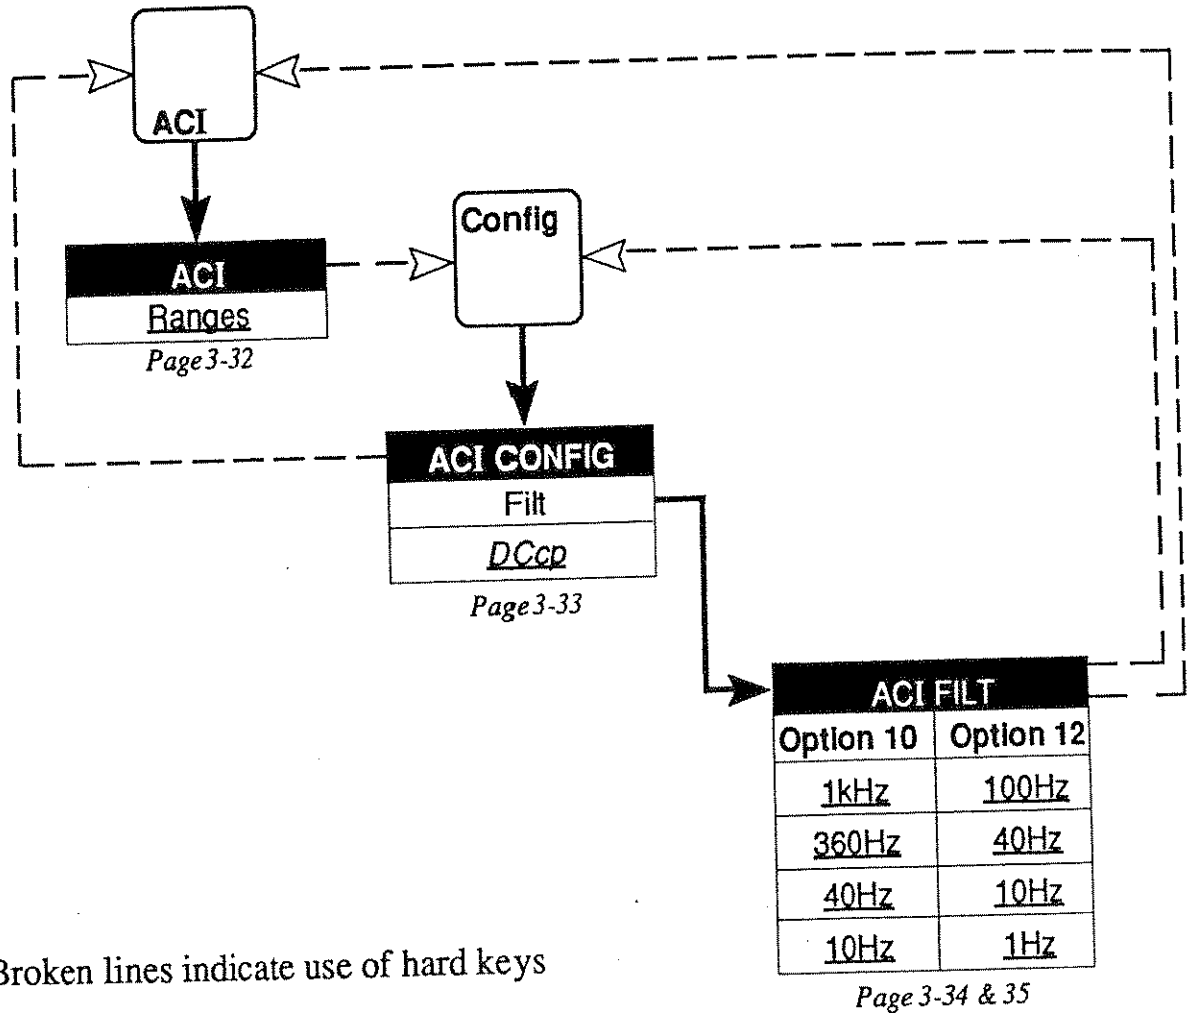 ACI
Config
ACI
Ranges
Page 3-32
ACI CONFIG
Filt
DCcp
Page 3-33
ACI FILT
Option 10 Option 12
1kHz 100Hz
360Hz 40Hz
40Hz 10Hz
10Hz 1Hz
Page 3-34 & 35
Broken lines indicate use of hard keys